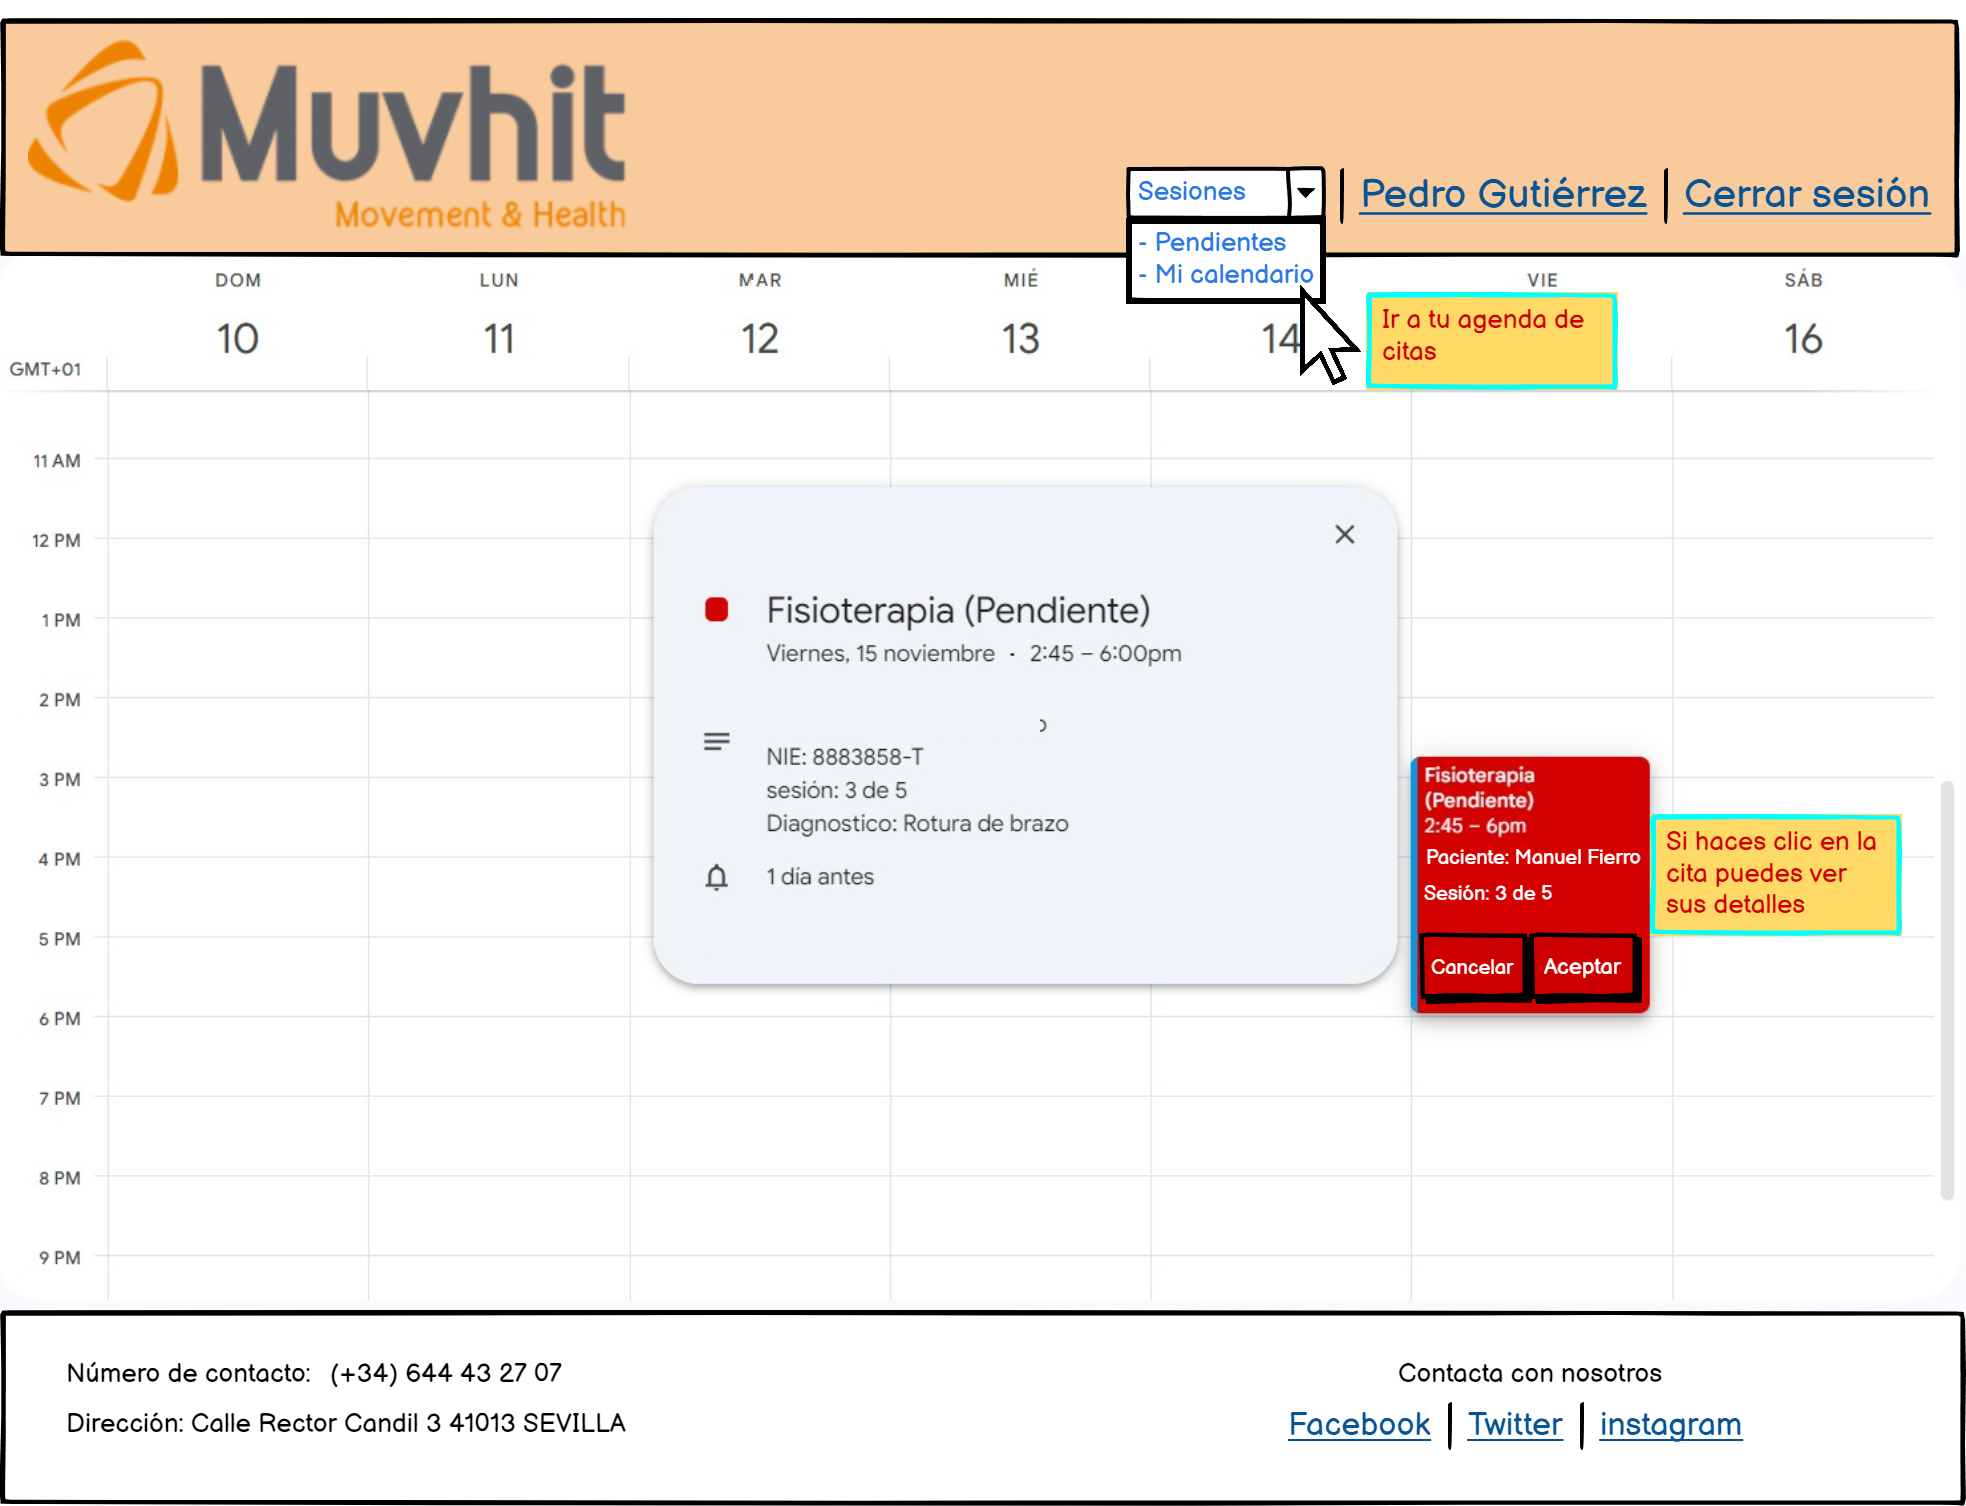 Muvhit
Movement & Health
Sesiones
Pedro Gutiérrez
Cerrar sesión
- Pendientes
- Mi calendario
DOM
LUN
MAR
MIÉ
VIE
SÁB
10
11
12
13
14
16
Ir a tu agenda de
citas
GMT+01
11 AM
12 PM
1 PM
2 PM
3 PM
4 PM
5 PM
6 PM
7 PM
8 PM
9 PM
Fisioterapia (Pendiente)
Viernes, 15 noviembre · 2:45 – 6:00pm
NIE: 8883858-T
sesión: 3 de 5
Diagnostico: Rotura de brazo
1 día antes
Fisioterapia
(Pendiente)
2:45 – 6pm
Paciente: Manuel Fierro
Sesión: 3 de 5
Cancelar
Aceptar
Si haces clic en la
cita puedes ver
sus detalles
Número de contacto: (+34) 644 43 27 07
Dirección: Calle Rector Candil 3 41013 SEVILLA
Contacta con nosotros
Facebook
Twitter
instagram